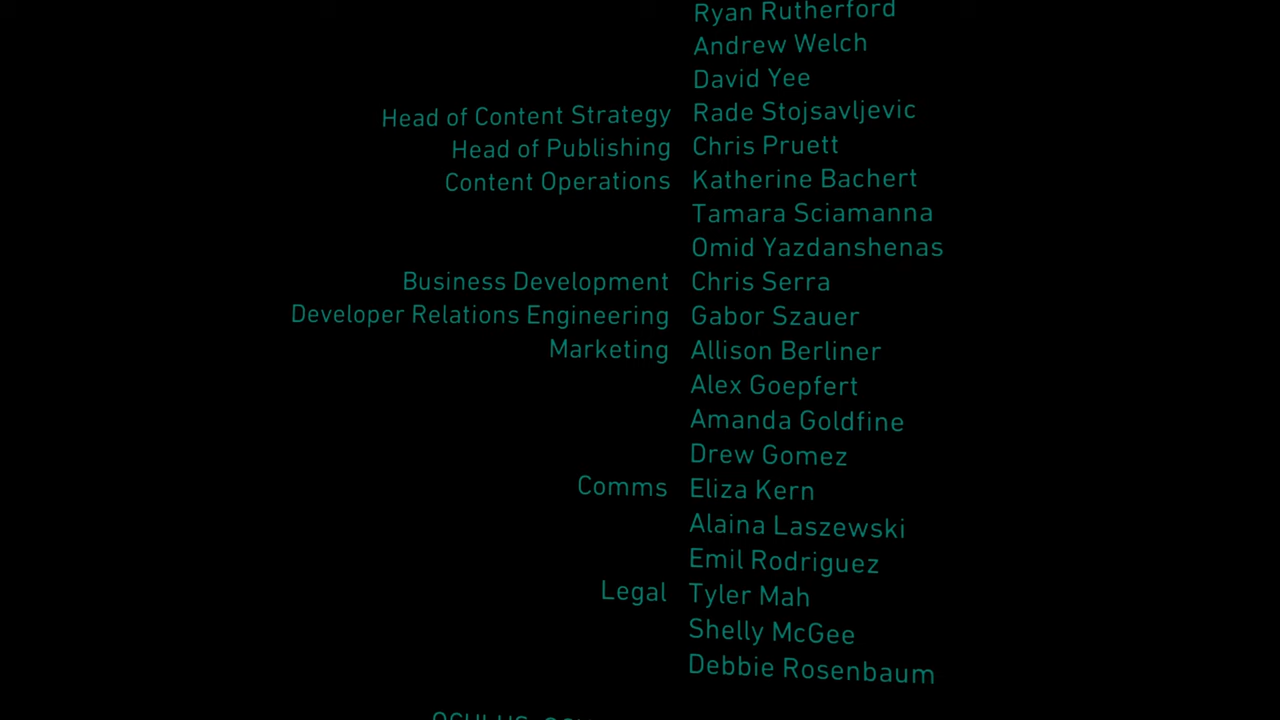 Ryan Rutherford
Andrew Welch
David Yee
Head of Content Strategy Rade Stojsavljevic
Head of Publishing Chris Pruett
Content Operations Katherine Bachert
Tamara Sciamanna
Omid Yazdanshenas
Business Development Chris Serra
Developer Relations Engineering Gabor Szauer
Marketing Allison Berliner
Alex Goepfert
Amanda Goldfine
Drew Gomez
Comms Eliza Kern
Alaina Laszewski
Emil Rodriguez
Legal Tyler Mah
Shelly McGee
Debbie Rosenbaum
OCULUS